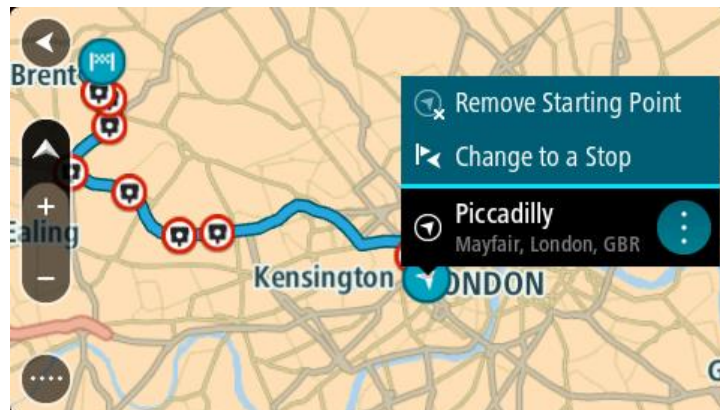 Brent
Remove Starting Point
Change to a Stop
Piccadilly
Mayfair, London, GBR
Ealing
Kensington
ONDON
G